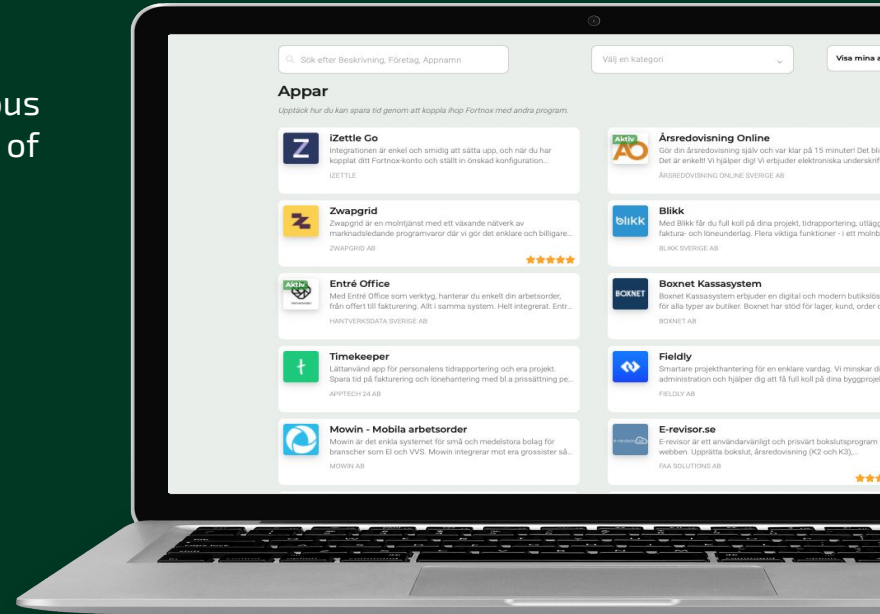 of
Sök efter Beskrivning, Företag, Appnamn
Välj en kategori
Visa mina
Appar
Upptäck hur du kan spara tid genom att koppla ihop Fortnox med andra program.
iZettle Go
Integrationen är enkel och smidig att sätta upp, och när du har
kopplat ditt Fortnox-konto och ställt in önskad konfiguration...
IZETTLE
Zwapgrid
Zwapgrid är en molntjänst med ett växande nätverk av
marknadsledande programvaror där vi gör det enklare och billigare...
ZWAPGRID AB
Aktiv
Entré Office
Med Entré Office som verktyg, hanterar du enkelt din arbetsorder,
från offert till fakturering. Allt i samma system. Helt integrerat. Entr...
HANTVERKSDATA SVERIGE AB
Timekeeper
Lättanvänd app för personalens tidrapportering och era projekt.
Spara tid på fakturering och lönehantering med bl.a prissättning pe...
APPTECH 24 AB
Mowin - Mobila arbetsorder
Mowin är det enkla systemet för små och medelstora bolag för
branscher som El och VVS. Mowin integrerar mot era grossister så...
MOWIN AB
Aktiv
Årsredovisning Online
Gör din årsredovisning själv och var klar på 15 minuter! Det bli
Det är enkelt! Vi hjälper dig! Vi erbjuder elektroniska underskrif
ÅRSREDOVISNING ONLINE SVERIGE AB
blikk
Blikk
Med Blikk får du full koll på dina projekt, tidrapportering, utlägg
faktura- och löneunderlag. Flera viktiga funktioner - i ett molnb
BLIKK SVERIGE AB
BOXNET
Boxnet Kassasystem
Boxnet Kassasystem erbjuder en digital och modern butikslös
för alla typer av butiker. Boxnet har stöd för lager, kund, order
BOXNET AB
Fieldly
Smartare projekthantering för en enklare vardag. Vi minskar di
administration och hjälper dig att få full koll på dina byggprojek
FIELDLY AB
E-revisor.se
E-revisor är ett användarvänligt och prisvärt bokslutsprogram
webben. Upprätta bokslut, årsredovisning (K2 och K3),...
FAA SOLUTIONS AB